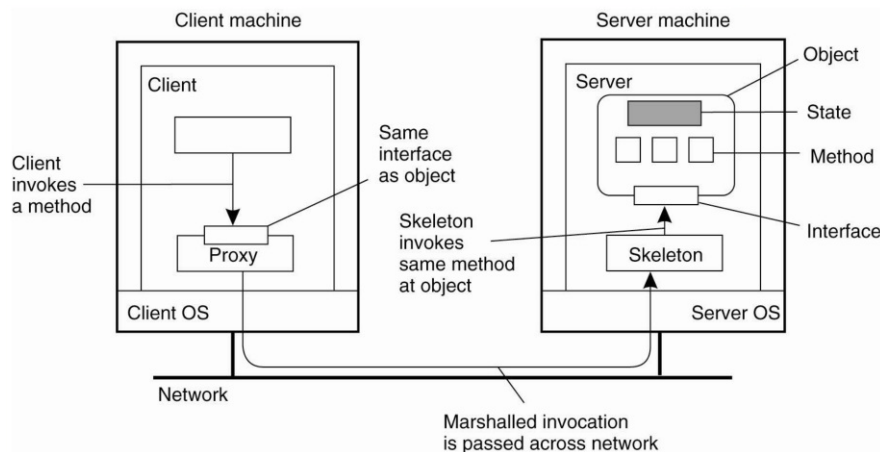 Client machine
Server machine
Object
Client
Server
State
Same
interface
as object
Method
Client
invokes
a method
Skeleton
invokes
same method
at object
Interface
Proxy
Skeleton
Client OS
Server OS
Network
Marshalled invocation
is passed across network